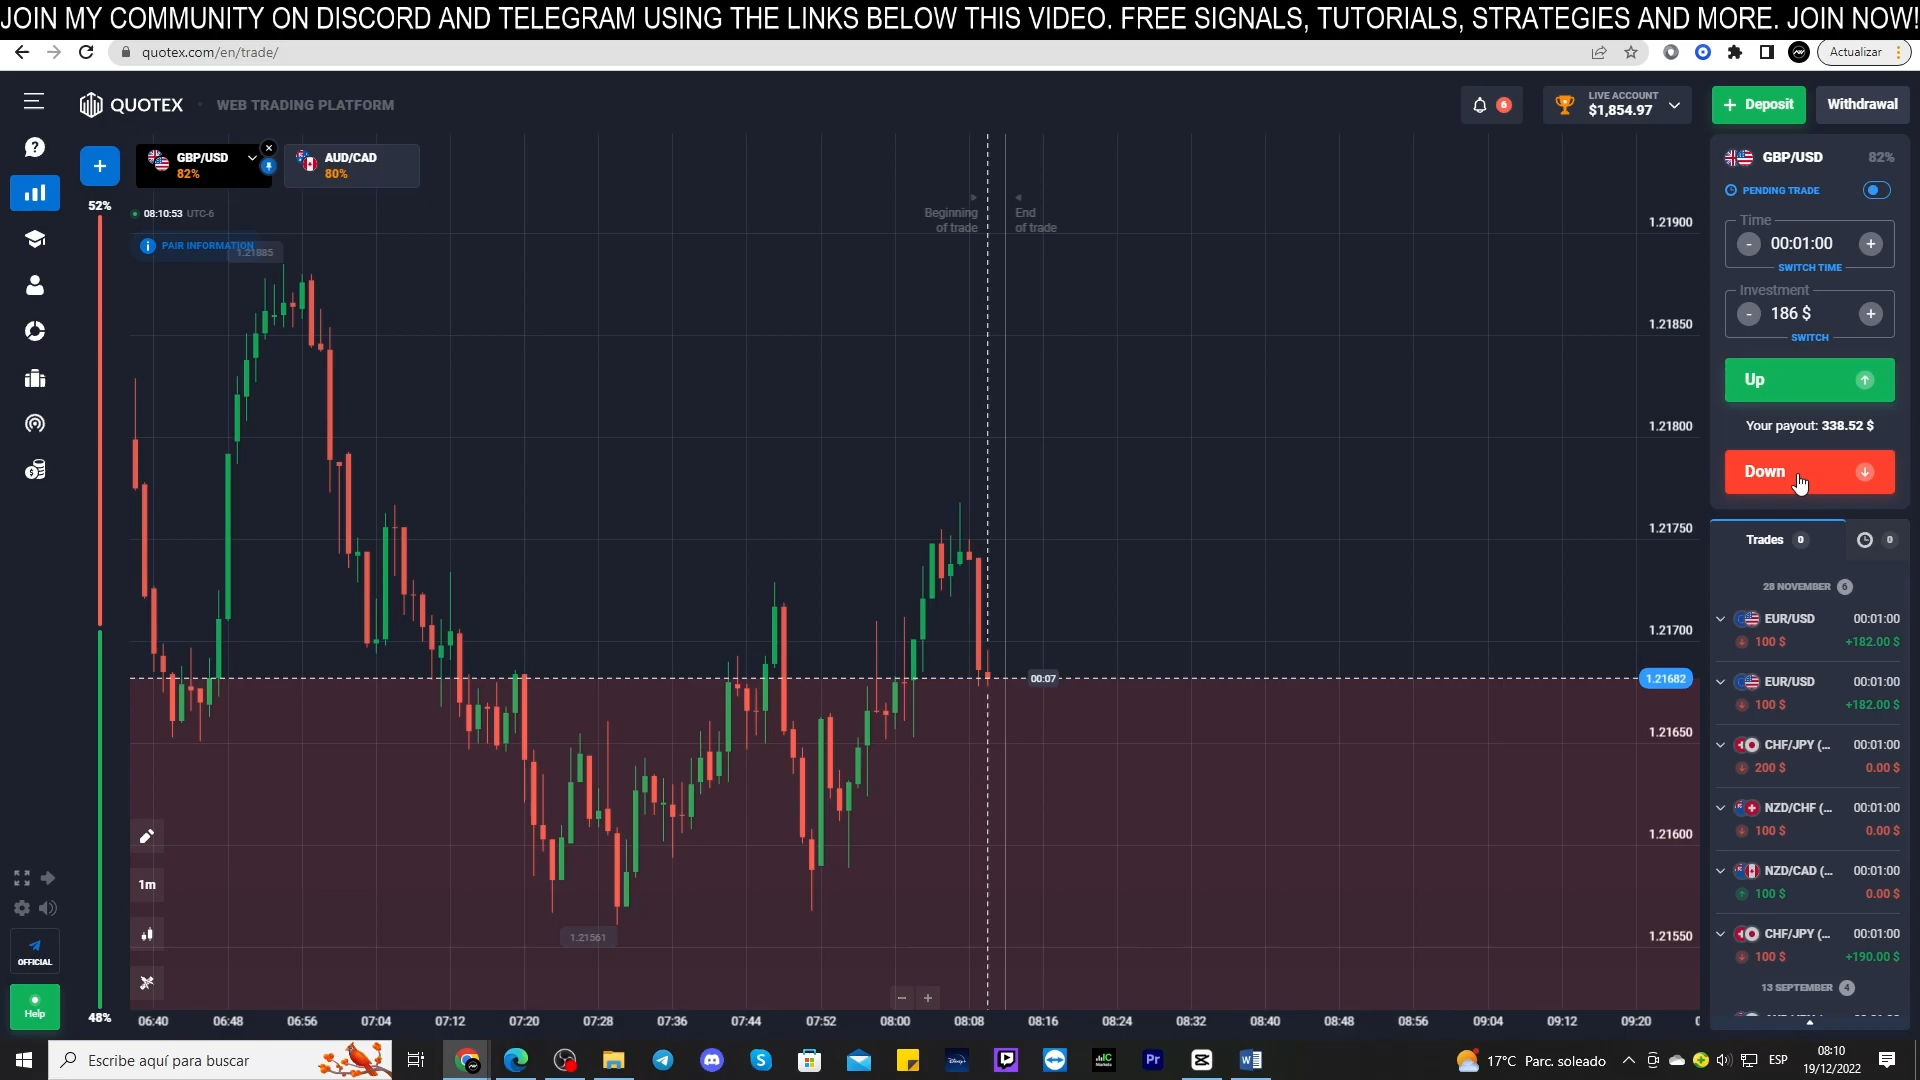 JOIN MY COMMUNITY ON DISCORD AND TELEGRAM USING THE LINKS BELOW THIS VIDEO. FREE SIGNALS, TUTORIALS, STRATEGIES AND MORE. JOIN NOW!
quotex.com/en/trade/
Actualizar
QUOTEX
WEB TRADING PLATFORM
6
LIVE ACCOUNT
$1,854.97
+ Deposit
Withdrawal
+
GBP/USD
82%
AUD/CAD
80%
52%
08:10:53 UTC-6
PAIR INFORMATION
1.21885
Beginning
of trade
End
of trade
1.21900
1.21850
1.21800
1.21750
1.21700
00:07
1.21682
1.21650
1.21600
1.21550
1m
1.21561
48%
OFFICIAL
Help
- +
06:40 06:48 06:56 07:04 07:12 07:20 07:28 07:36 07:44 07:52 08:00 08:08 08:16 08:24 08:32 08:40 08:48 08:56 09:04 09:12 09:20
GBP/USD 82%
PENDING TRADE
Time
- 00:01:00 +
SWITCH TIME
Investment
- 186 $ +
SWITCH
Up
Your payout: 338.52 $
Down
Trades 0
0
28 NOVEMBER 6
EUR/USD 00:01:00
100 $ +182.00 $
EUR/USD 00:01:00
100 $ +182.00 $
CHF/JPY (... 00:01:00
200 $ 0.00 $
NZD/CHF (... 00:01:00
100 $ 0.00 $
NZD/CAD (... 00:01:00
100 $ 0.00 $
CHF/JPY (... 00:01:00
100 $ +190.00 $
13 SEPTEMBER 4
Escribe aquí para buscar
Pr
17°C Parc. soleado
ESP
08:10
19/12/2022